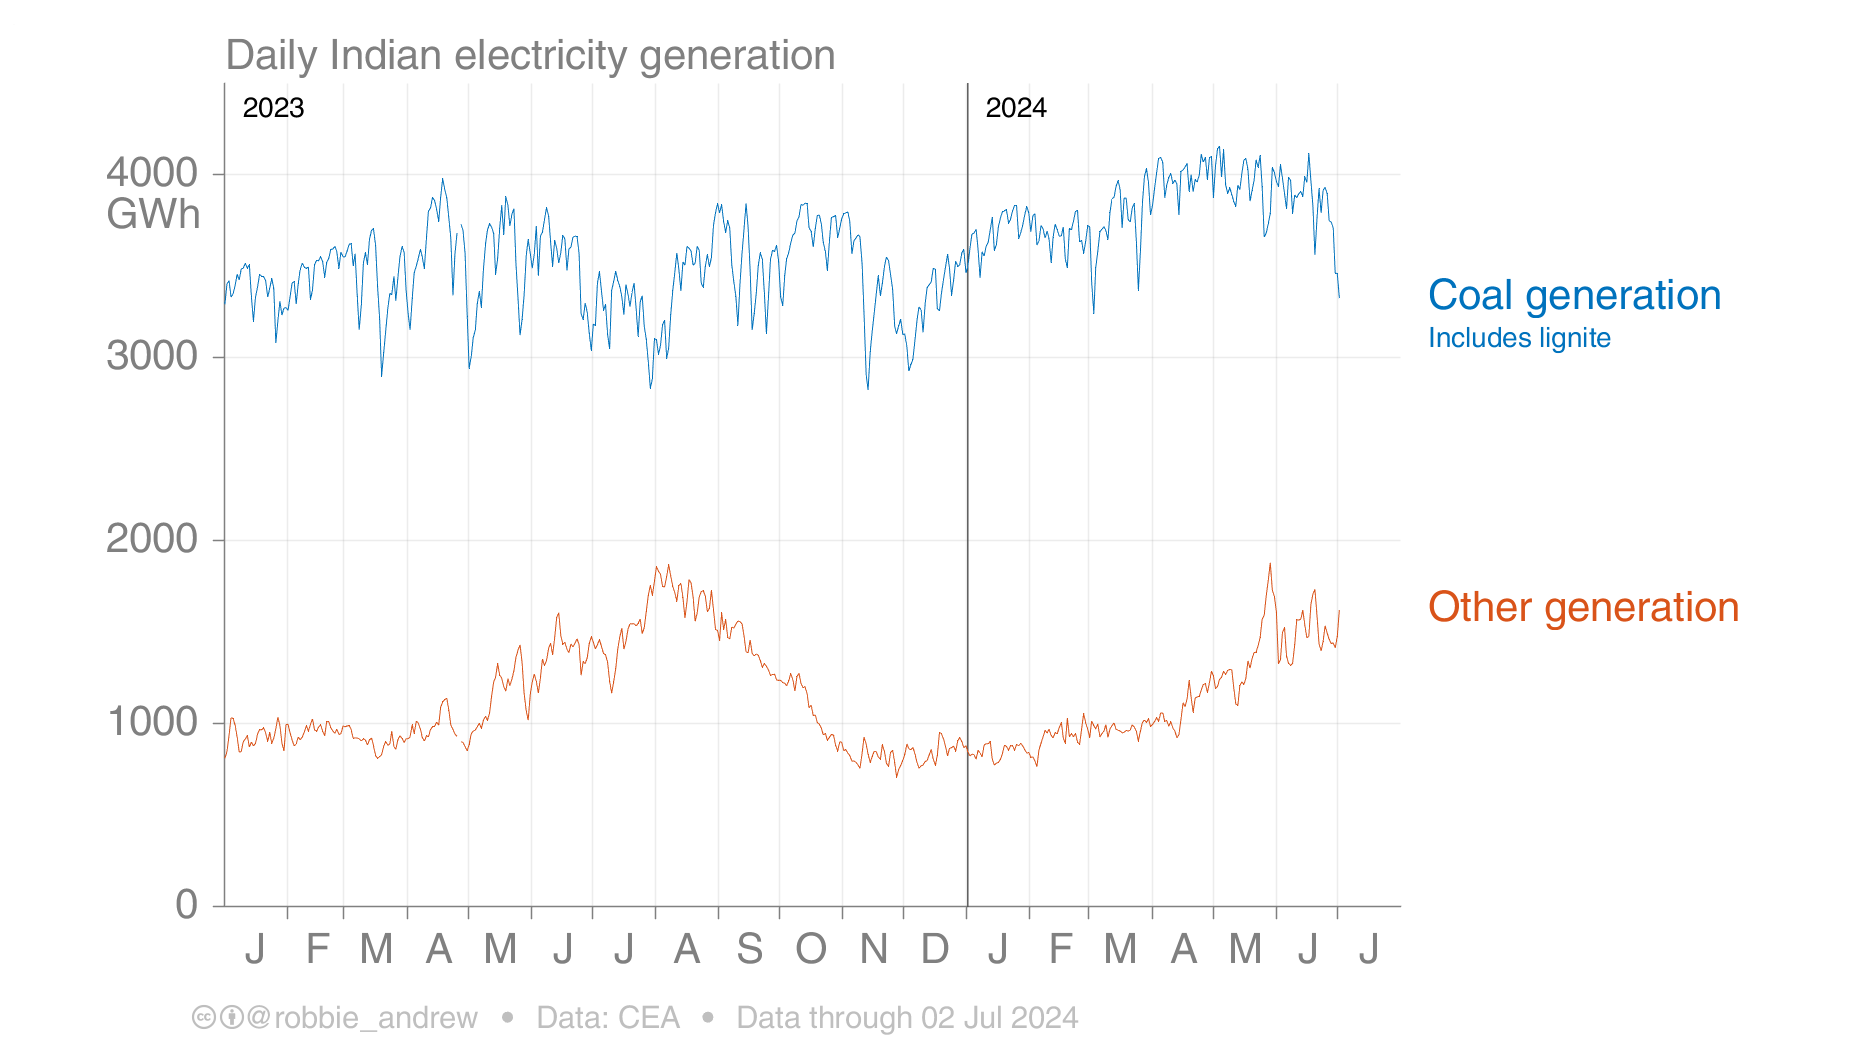 Daily Indian electricity generation
2023
2024
4000
GWh
3000
2000
1000
0
Coal generation
Includes lignite
Other generation
J F M A M J J A S O N D J F M A M J J
@robbie_andrew • Data: CEA • Data through 02 Jul 2024